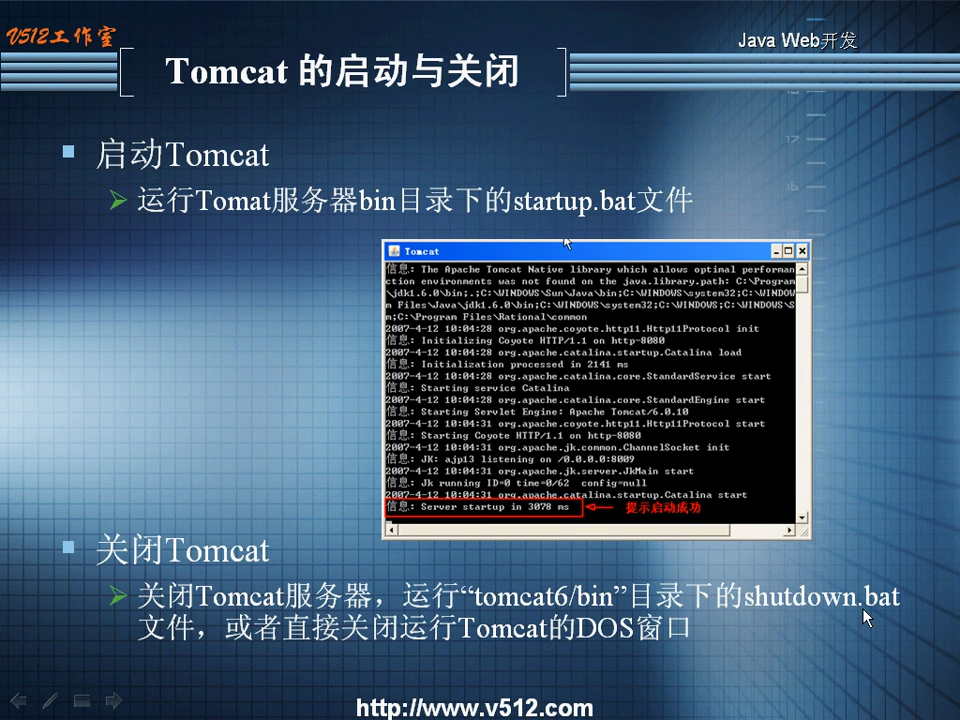 V512工作室
Java Web开发
Tomcat 的启动与关闭
启动Tomcat
运行Tomat服务器bin目录下的startup.bat文件
Tomcat
信息: The Apache Tomcat Native library which allows optimal performan
ction environments was not found on the java.library.path: C:\Program
\jdk1.6.0\bin;.;C:\WINDOWS\Sun\Java\bin;C:\WINDOWS\system32;C:\WINDOW
m Files\Java\jdk1.6.0\bin;C:\WINDOWS\system32;C:\WINDOWS;C:\WINDOWS\S
m;C:\Program Files\Rational\common
2007-4-12 10:04:28 org.apache.coyote.http11.Http11Protocol init
信息: Initializing Coyote HTTP/1.1 on http-8080
2007-4-12 10:04:28 org.apache.catalina.startup.Catalina load
信息: Initialization processed in 2141 ms
2007-4-12 10:04:28 org.apache.catalina.core.StandardService start
信息: Starting service Catalina
2007-4-12 10:04:28 org.apache.catalina.core.StandardEngine start
信息: Starting Servlet Engine: Apache Tomcat/6.0.10
2007-4-12 10:04:31 org.apache.coyote.http11.Http11Protocol start
信息: Starting Coyote HTTP/1.1 on http-8080
2007-4-12 10:04:31 org.apache.jk.common.ChannelSocket init
信息: JK: ajp13 listening on /0.0.0.0:8009
2007-4-12 10:04:31 org.apache.jk.server.JkMain start
信息: Jk running ID=0 time=0/62 config=null
2007-4-12 10:04:31 org.apache.catalina.startup.Catalina start
信息: Server startup in 3078 ms 提示启动成功
关闭Tomcat
关闭Tomcat服务器，运行“tomcat6/bin”目录下的shutdown.bat
文件，或者直接关闭运行Tomcat的DOS窗口
http://www.v512.com